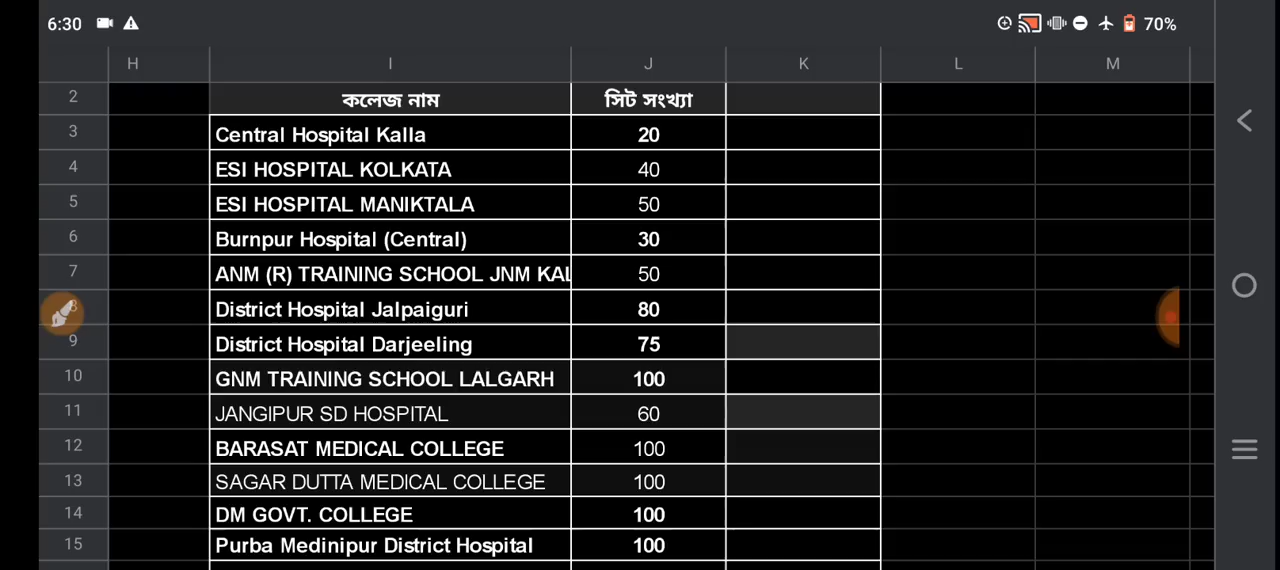 6:30 70%
H I J K L M
2 কলেজ নাম সিট সংখ্যা
3 Central Hospital Kalla 20
4 ESI HOSPITAL KOLKATA 40
5 ESI HOSPITAL MANIKTALA 50
6 Burnpur Hospital (Central) 30
7 ANM (R) TRAINING SCHOOL JNM KAL 50
8 District Hospital Jalpaiguri 80
9 District Hospital Darjeeling 75
10 GNM TRAINING SCHOOL LALGARH 100
11 JANGIPUR SD HOSPITAL 60
12 BARASAT MEDICAL COLLEGE 100
13 SAGAR DUTTA MEDICAL COLLEGE 100
14 DM GOVT. COLLEGE 100
15 Purba Medinipur District Hospital 100